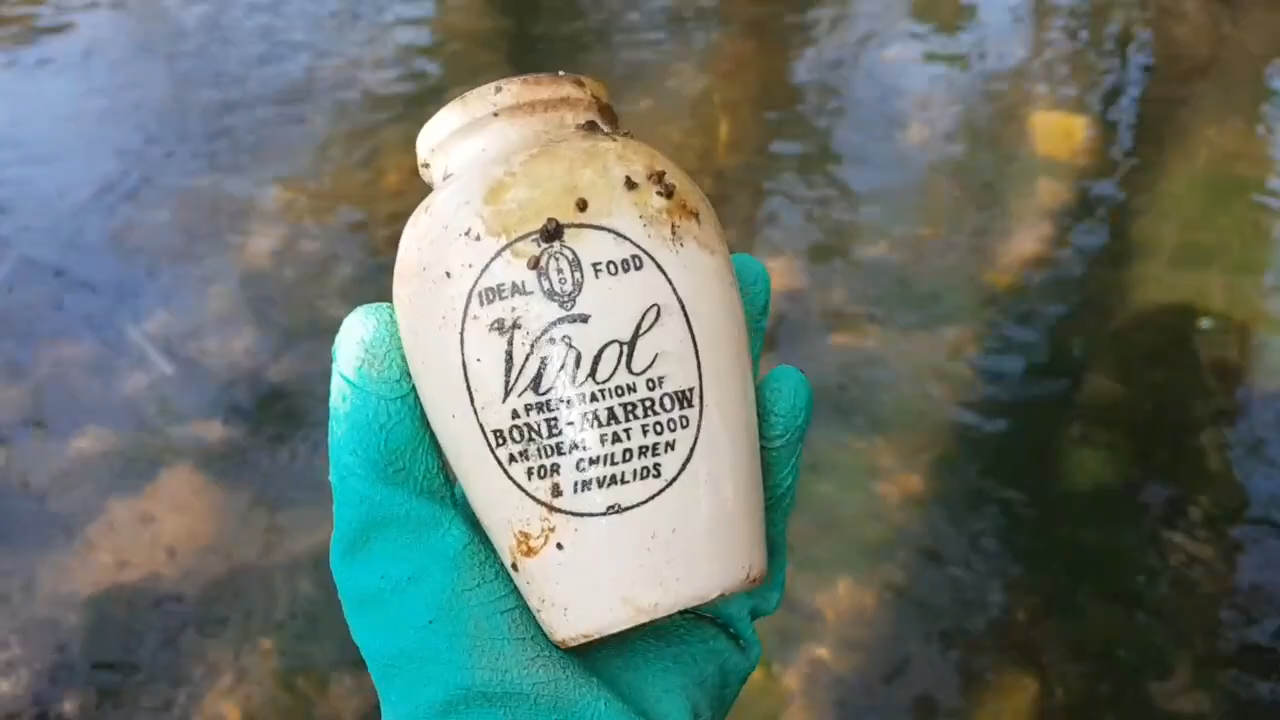 IDEAL FOOD
Virol
A PREPARATION OF
BONE-MARROW
AN IDEAL FAT FOOD
FOR CHILDREN
& INVALIDS